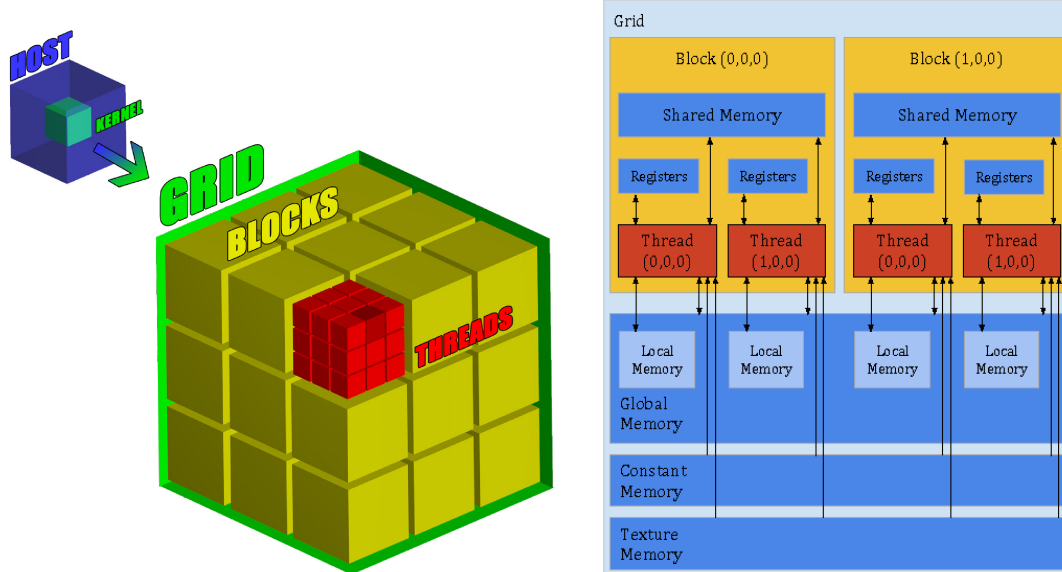 HOST
KERNEL
GRID
BLOCKS
THREADS
Grid
Block (0,0,0)
Shared Memory
Registers
Registers
Thread
(0,0,0)
Thread
(1,0,0)
Block (1,0,0)
Shared Memory
Registers
Registers
Thread
(0,0,0)
Thread
(1,0,0)
Local
Memory
Local
Memory
Local
Memory
Local
Memory
Global
Memory
Constant
Memory
Texture
Memory